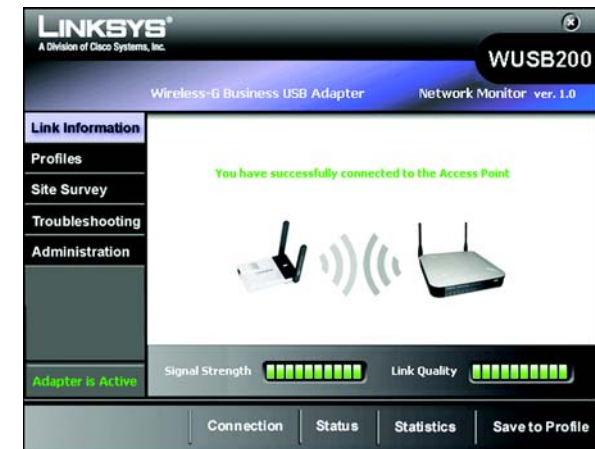 LINKSYS®
A Division of Cisco Systems, Inc.
WUSB200
Wireless-G Business USB Adapter
Network Monitor ver. 1.0
Link Information
Profiles
Site Survey
Troubleshooting
Administration
You have successfully connected to the Access Point
Adapter is Active
Signal Strength
Link Quality
Connection
Status
Statistics
Save to Profile